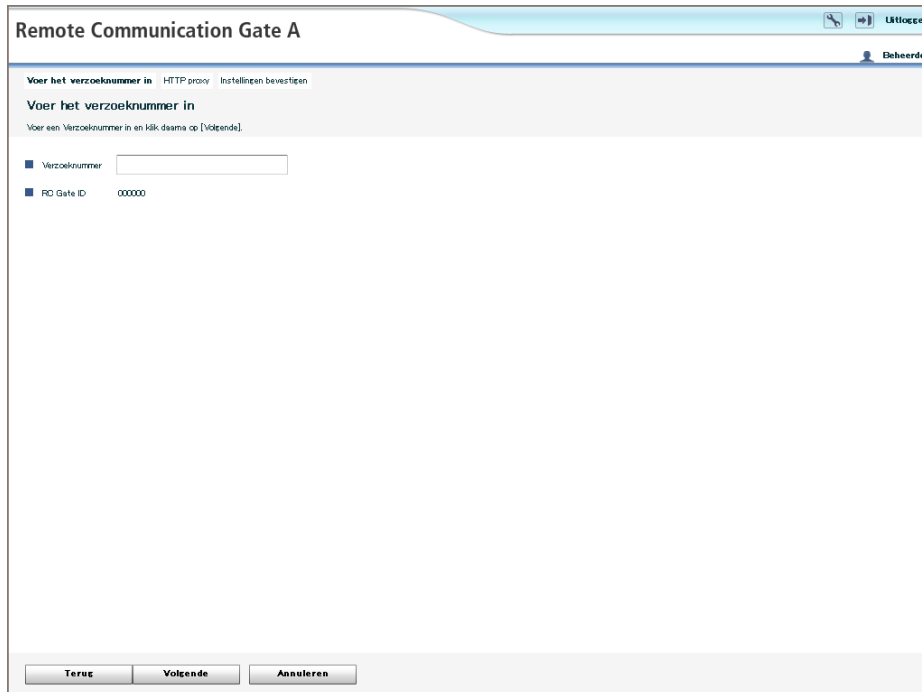 Remote Communication Gate A
Uitlogge
Beheerde
Voer het verzoeknummer in HTTP proxy Instellingen bevestigen
Voer het verzoeknummer in
Voer een Verzoeknummer in en klik daarna op [Volgende].
Verzoeknummer
RC Gate ID 000000
Terug Volgende Annuleren